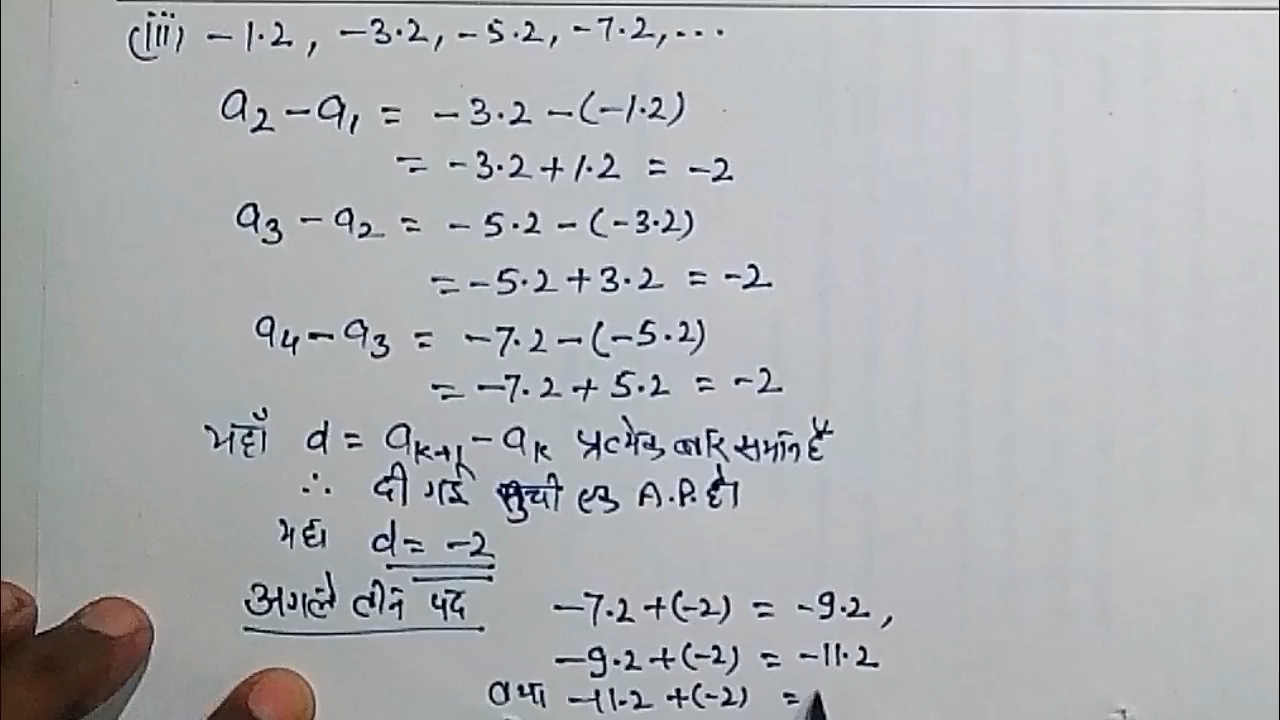 (iii) -1.2, -3.2, -5.2, -7.2, ...
a₂ - a₁ = -3.2 - (-1.2)
= -3.2 + 1.2 = -2
a₃ - a₂ = -5.2 - (-3.2)
= -5.2 + 3.2 = -2
a₄ - a₃ = -7.2 - (-5.2)
= -7.2 + 5.2 = -2
यहाँ d = aₖ₊₁ - aₖ प्रत्येक बार समान है
∴ दी गई सुची एक A.P. है।
यहाँ d = -2
अगले तीन पद -7.2 + (-2) = -9.2,
-9.2 + (-2) = -11.2
तथा -11.2 + (-2) =